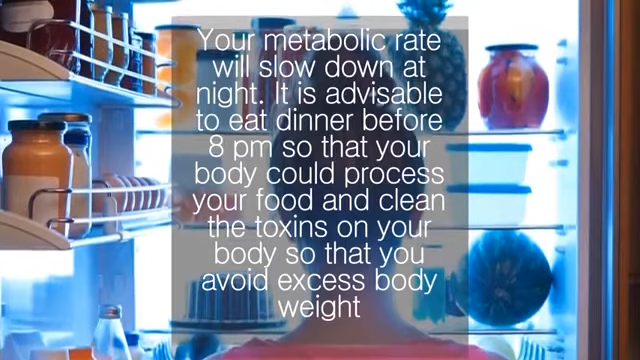 Your metabolic rate
will slow down at
night. It is advisable
to eat dinner before
8 pm so that your
body could process
your food and clean
the toxins on your
body so that you
avoid excess body
weight